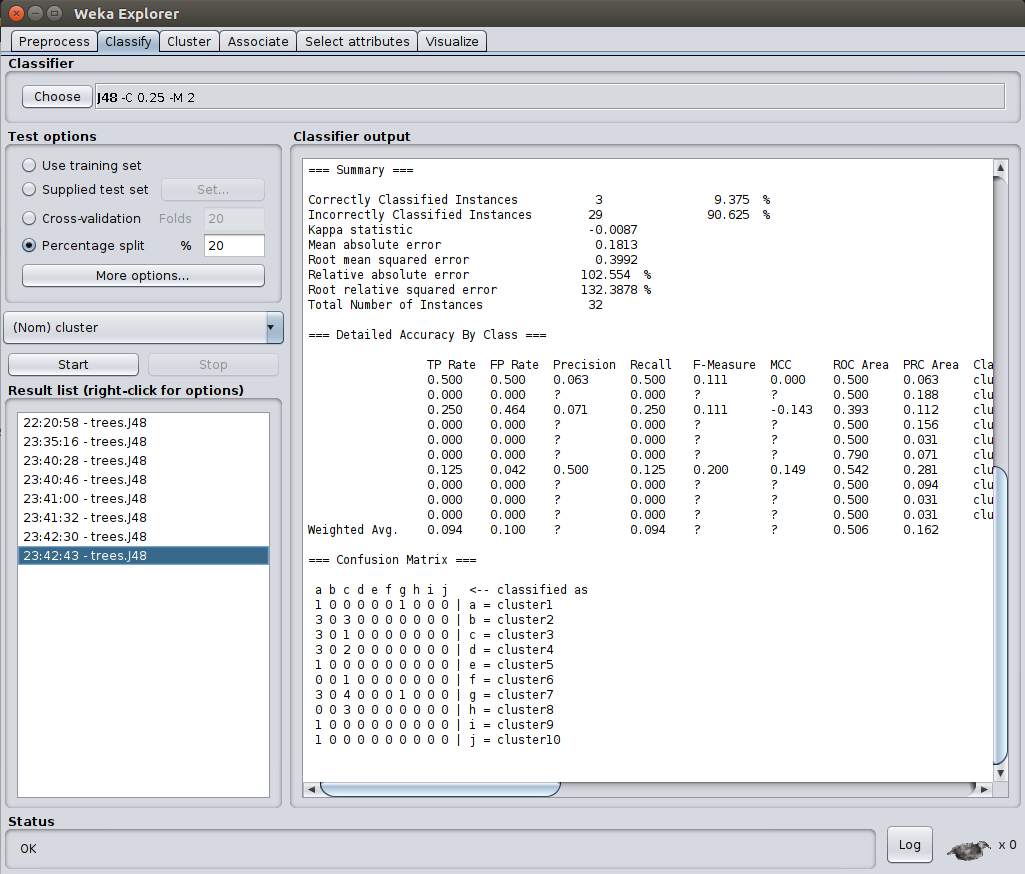 Weka Explorer
Preprocess Classify Cluster Associate Select attributes Visualize
Classifier
Choose J48 -C 0.25 -M 2
Test options
Use training set
Supplied test set Set...
Cross-validation Folds 20
Percentage split % 20
More options...
(Nom) cluster
Start Stop
Result list (right-click for options)
22:20:58 - trees.J48
23:35:16 - trees.J48
23:40:28 - trees.J48
23:40:46 - trees.J48
23:41:00 - trees.J48
23:41:32 - trees.J48
23:42:30 - trees.J48
23:42:43 - trees.J48
Classifier output
=== Summary ===
Correctly Classified Instances 3 9.375 %
Incorrectly Classified Instances 29 90.625 %
Kappa statistic -0.0087
Mean absolute error 0.1813
Root mean squared error 0.3992
Relative absolute error 102.554 %
Root relative squared error 132.3878 %
Total Number of Instances 32
=== Detailed Accuracy By Class ===
TP Rate FP Rate Precision Recall F-Measure MCC ROC Area PRC Area Cla
0.500 0.500 0.063 0.500 0.111 0.000 0.500 0.063 clu
0.000 0.000 ? 0.000 ? ? 0.500 0.188 clu
0.250 0.464 0.071 0.250 0.111 -0.143 0.393 0.112 clu
0.000 0.000 ? 0.000 ? ? 0.500 0.156 clu
0.000 0.000 ? 0.000 ? ? 0.500 0.031 clu
0.000 0.000 ? 0.000 ? ? 0.790 0.071 clu
0.125 0.042 0.500 0.125 0.200 0.149 0.542 0.281 clu
0.000 0.000 ? 0.000 ? ? 0.500 0.094 clu
0.000 0.000 ? 0.000 ? ? 0.500 0.031 clu
0.000 0.000 ? 0.000 ? ? 0.500 0.031 clu
Weighted Avg. 0.094 0.100 ? 0.094 ? ? 0.506 0.162
=== Confusion Matrix ===
a b c d e f g h i j <-- classified as
1 0 0 0 0 0 1 0 0 0 | a = cluster1
3 0 3 0 0 0 0 0 0 0 | b = cluster2
3 0 1 0 0 0 0 0 0 0 | c = cluster3
3 0 2 0 0 0 0 0 0 0 | d = cluster4
1 0 0 0 0 0 0 0 0 0 | e = cluster5
0 0 1 0 0 0 0 0 0 0 | f = cluster6
3 0 4 0 0 0 1 0 0 0 | g = cluster7
0 0 3 0 0 0 0 0 0 0 | h = cluster8
1 0 0 0 0 0 0 0 0 0 | i = cluster9
1 0 0 0 0 0 0 0 0 0 | j = cluster10
Status
OK
Log x 0